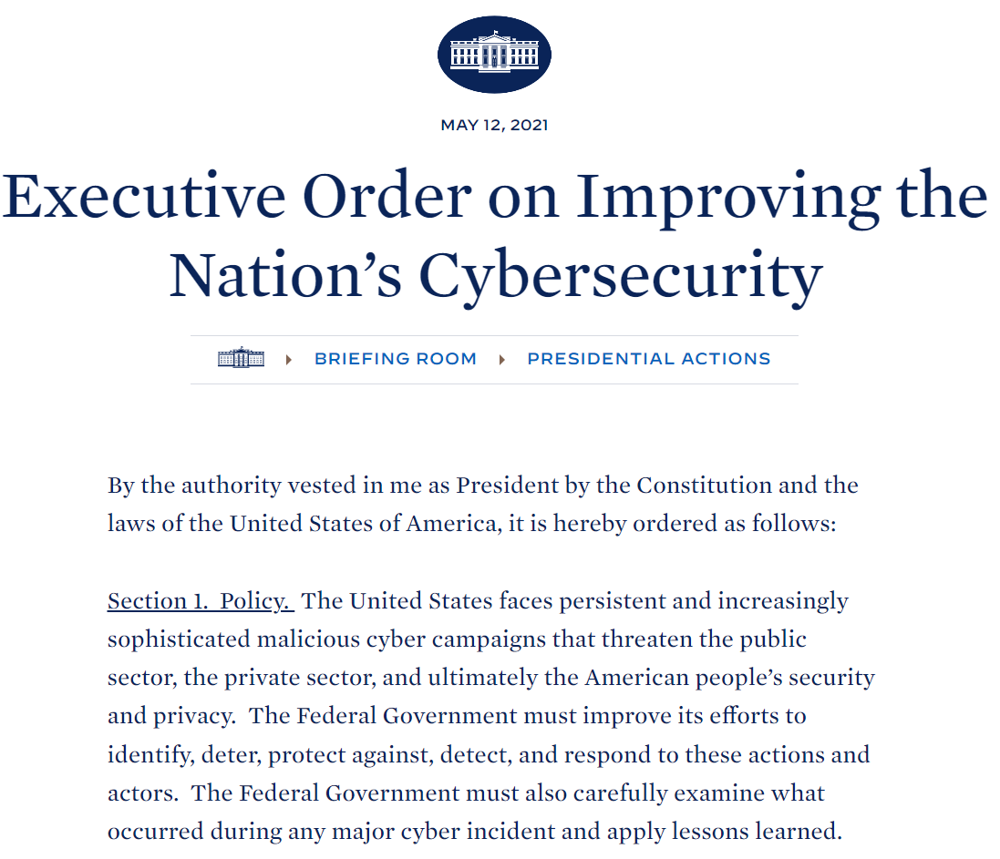 MAY 12, 2021
Executive Order on Improving the
Nation’s Cybersecurity
BRIEFING ROOM PRESIDENTIAL ACTIONS
By the authority vested in me as President by the Constitution and the
laws of the United States of America, it is hereby ordered as follows:
Section 1.  Policy.  The United States faces persistent and increasingly
sophisticated malicious cyber campaigns that threaten the public
sector, the private sector, and ultimately the American people’s security
and privacy.  The Federal Government must improve its efforts to
identify, deter, protect against, detect, and respond to these actions and
actors.  The Federal Government must also carefully examine what
occurred during any major cyber incident and apply lessons learned.